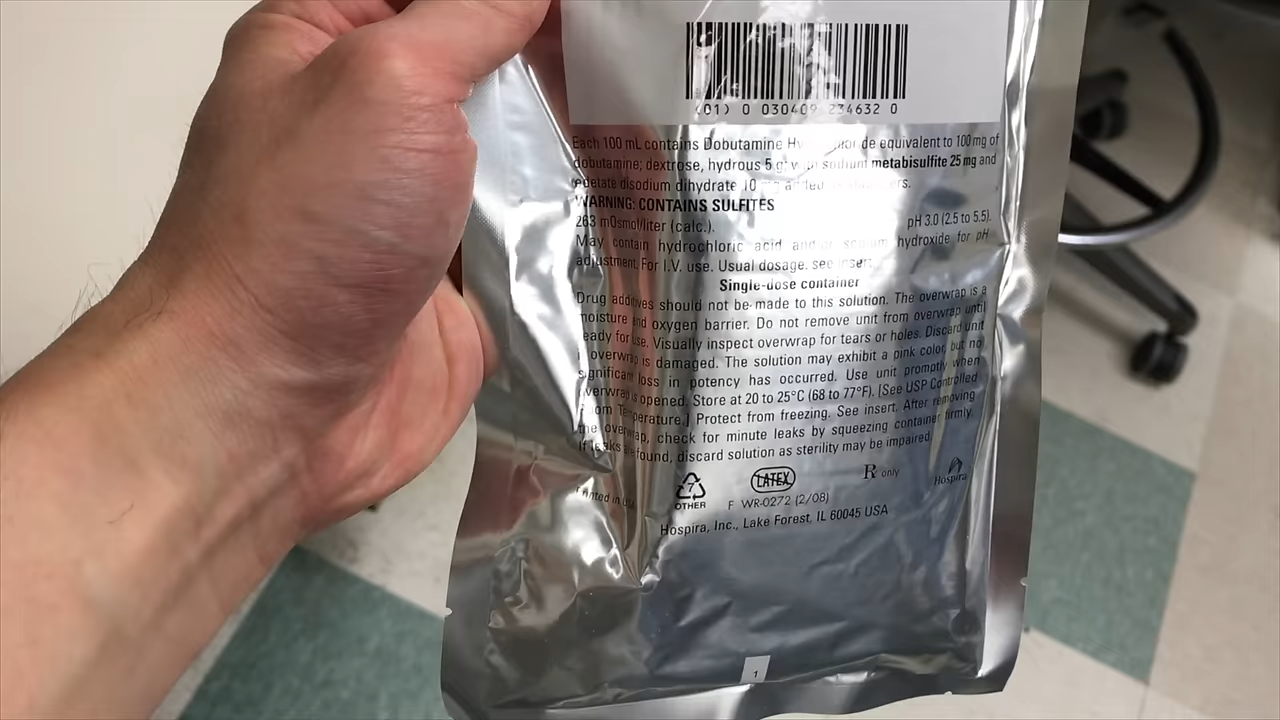 (01) 0 030409 234632 0
Each 100 mL contains Dobutamine equivalent to 100 mg of
dobutamine; dextrose, hydrous 5 g; with sodium metabisulfite 25 mg and
edetate disodium dihydrate 10 added
WARNING: CONTAINS SULFITES
263 mOsmol/liter (calc.). pH 3.0 (2.5 to 5.5).
May contain hydrochloric acid and/or sodium hydroxide for pH
adjustment. For I.V. use. Usual dosage: see insert.
Single-dose container
Drug additives should not be made to this solution. The overwrap is a
moisture and oxygen barrier. Do not remove unit from overwrap until
ready for use. Visually inspect overwrap for tears or holes. Discard unit
overwrap is damaged. The solution may exhibit a pink color, but no
significant loss in potency has occurred. Use unit promptly when
overwrap is opened. Store at 20 to 25°C (68 to 77°F). [See USP Controlled
Room Temperature.] Protect from freezing. See insert. After removing
the overwrap, check for minute leaks by squeezing container firmly.
If leaks found, discard solution as sterility may be impaired.
Printed in USA
7
OTHER
LATEX
Rx only
Hospira
F WR-0272 (2/08)
Hospira, Inc., Lake Forest, IL 60045 USA
1